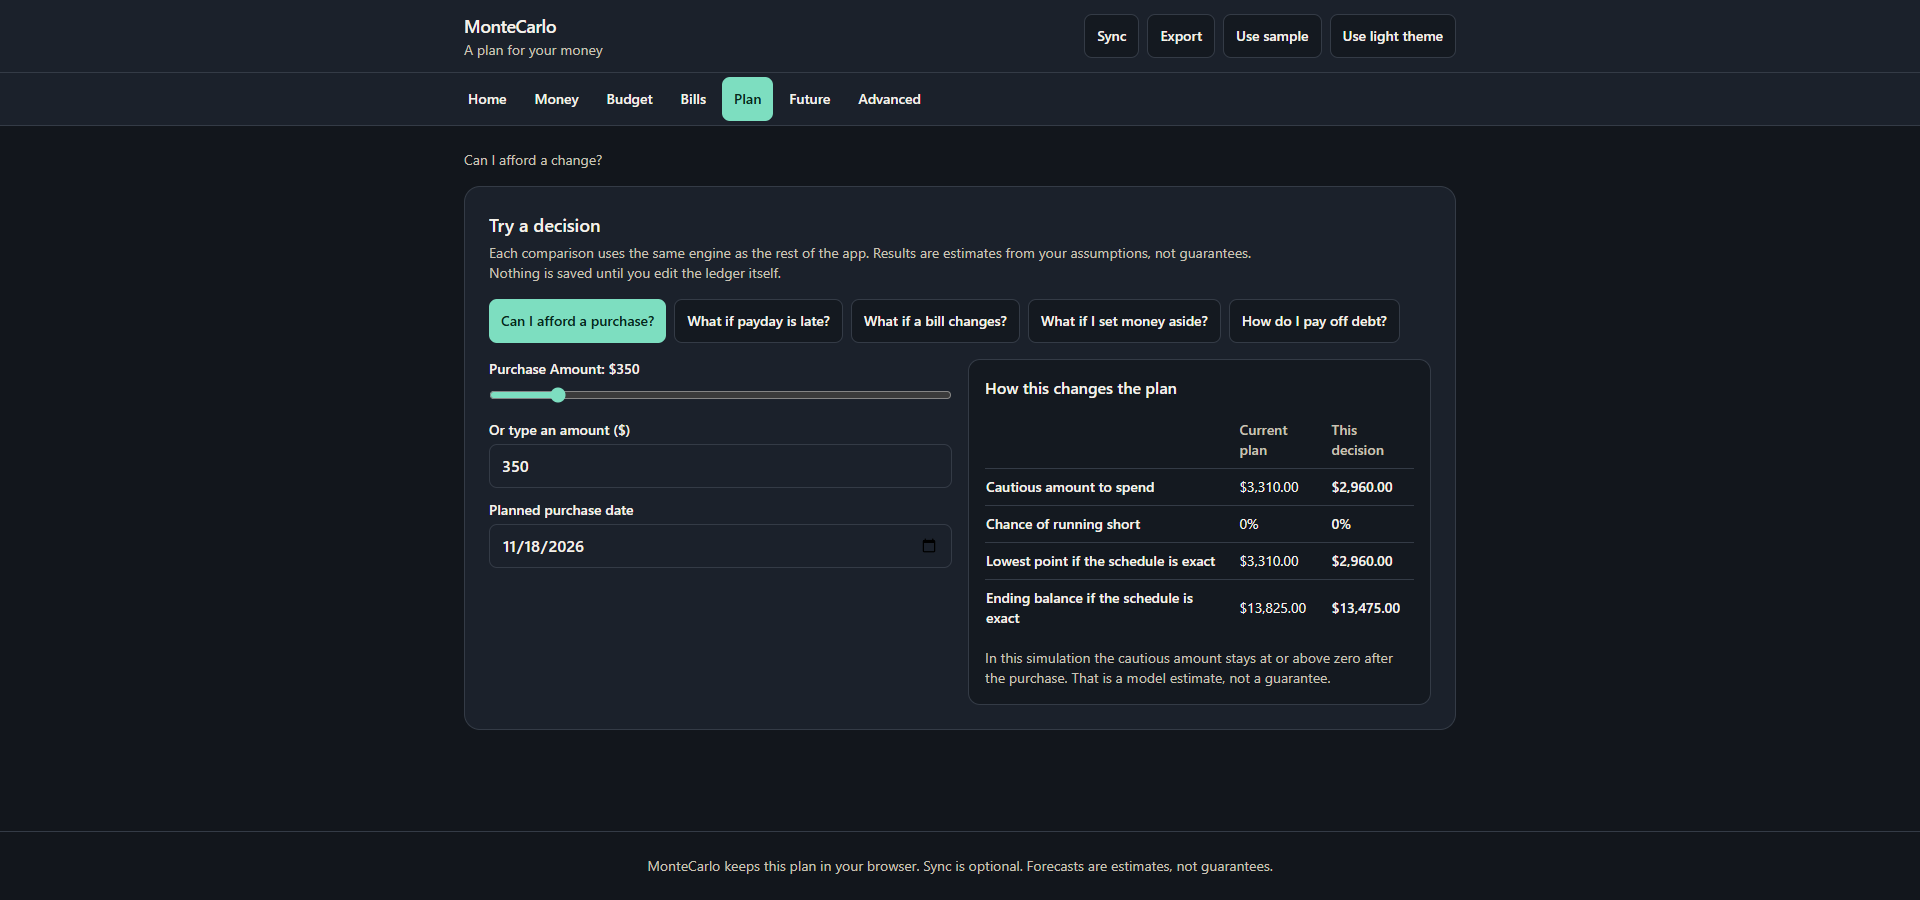 MonteCarlo
A plan for your money
Sync
Export
Use sample
Use light theme
Home
Money
Budget
Bills
Plan
Future
Advanced
Can I afford a change?
Try a decision
Each comparison uses the same engine as the rest of the app. Results are estimates from your assumptions, not guarantees.
Nothing is saved until you edit the ledger itself.
Can I afford a purchase?
What if payday is late?
What if a bill changes?
What if I set money aside?
How do I pay off debt?
Purchase Amount: $350
Or type an amount ($)
350
Planned purchase date
11/18/2026
How this changes the plan
Current plan
This decision
Cautious amount to spend $3,310.00 $2,960.00
Chance of running short 0% 0%
Lowest point if the schedule is exact $3,310.00 $2,960.00
Ending balance if the schedule is exact $13,825.00 $13,475.00
In this simulation the cautious amount stays at or above zero after
the purchase. That is a model estimate, not a guarantee.
MonteCarlo keeps this plan in your browser. Sync is optional. Forecasts are estimates, not guarantees.